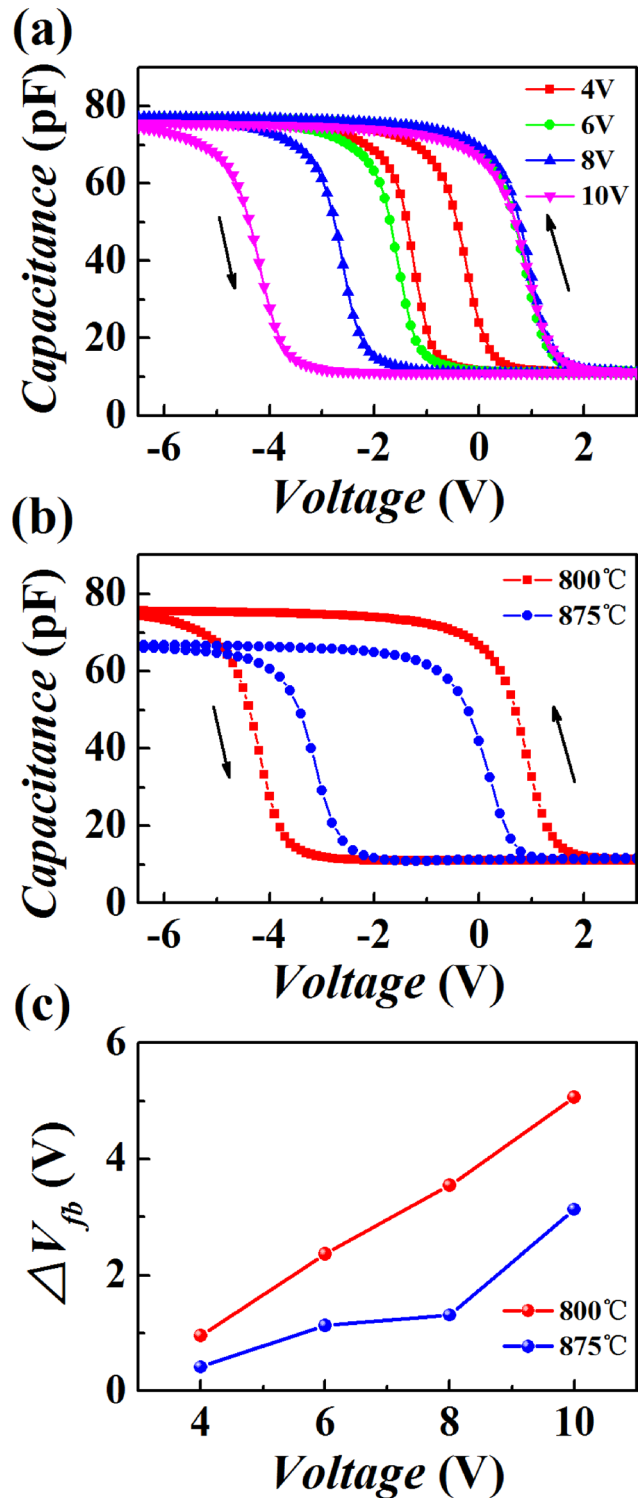 (a)
Capacitance (pF)
80
60
40
20
0
4V
6V
8V
10V
-6 -4 -2 0 2
Voltage (V)
(b)
Capacitance (pF)
80
60
40
20
0
800℃
875℃
-6 -4 -2 0 2
Voltage (V)
(c)
ΔVfb (V)
6
4
2
0
800℃
875℃
4 6 8 10
Voltage (V)